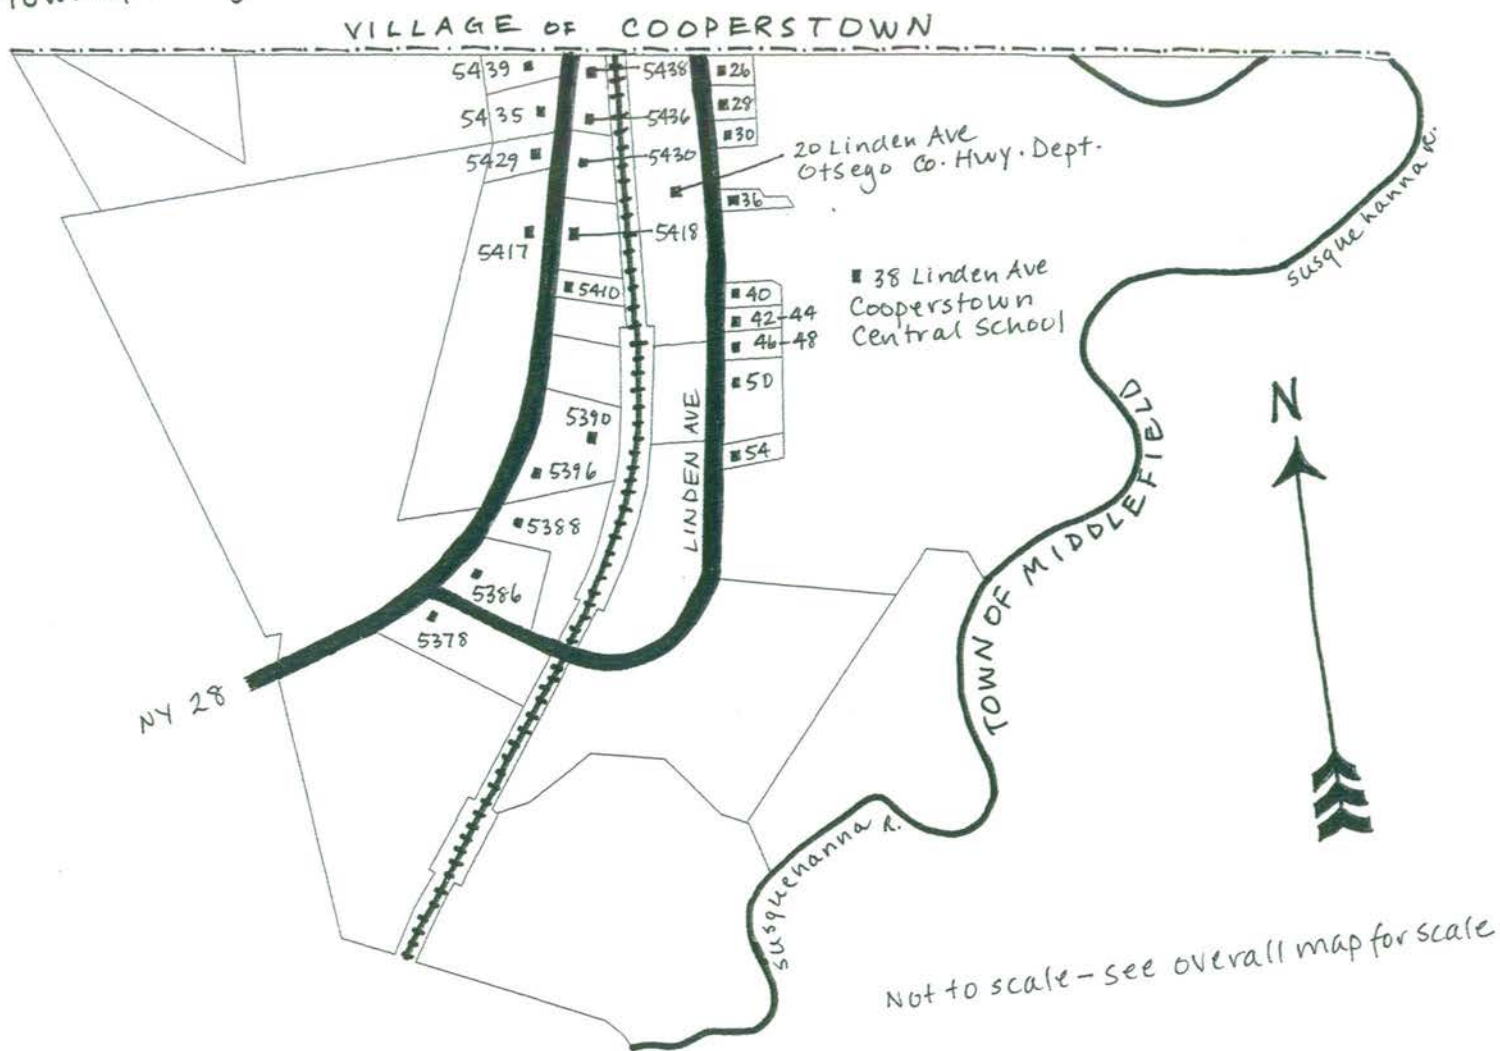 VILLAGE OF COOPERSTOWN
5439
5438
26
5435
5436
28
30
5429
5430
20 Linden Ave
Otsego Co. Hwy. Dept.
36
Susquehanna R.
5417
5418
5410
40
38 Linden Ave
Cooperstown
Central School
42-44
46-48
50
5390
LINDEN AVE
54
5396
5388
5386
5378
N
TOWN OF MIDDLEFIELD
NY 28
Susquehanna R.
Not to scale - see overall map for scale